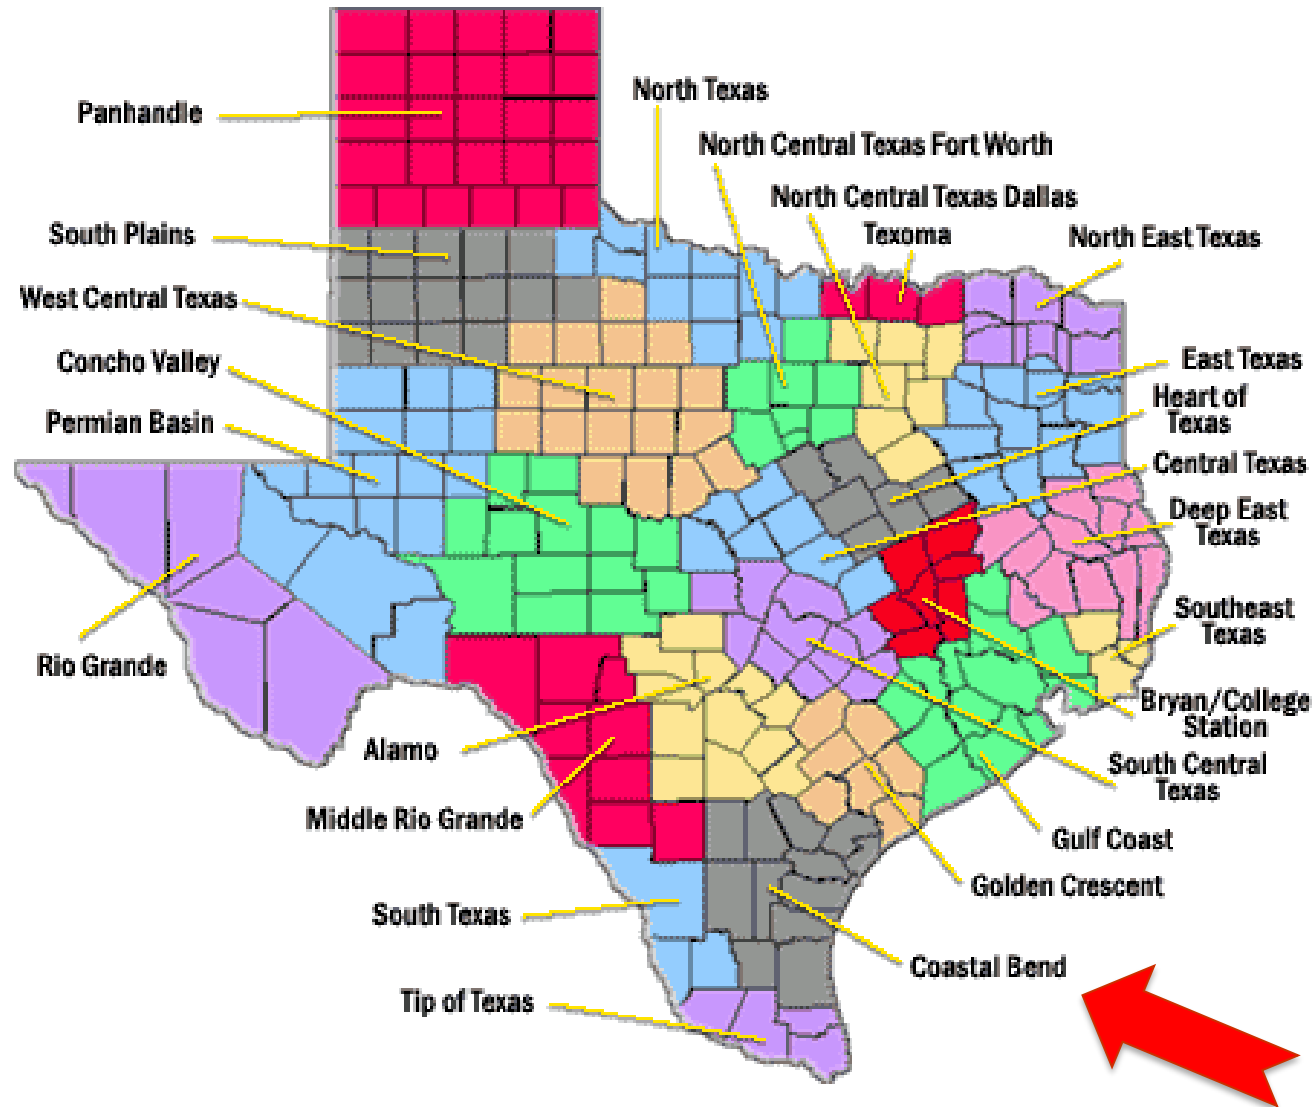 Panhandle
North Texas
North Central Texas Fort Worth
North Central Texas Dallas
Texoma
North East Texas
South Plains
West Central Texas
Concho Valley
Permian Basin
East Texas
Heart of
Texas
Central Texas
Deep East
Texas
Southeast
Texas
Rio Grande
Bryan/College
Station
Alamo
South Central
Texas
Middle Rio Grande
Gulf Coast
Golden Crescent
South Texas
Coastal Bend
Tip of Texas